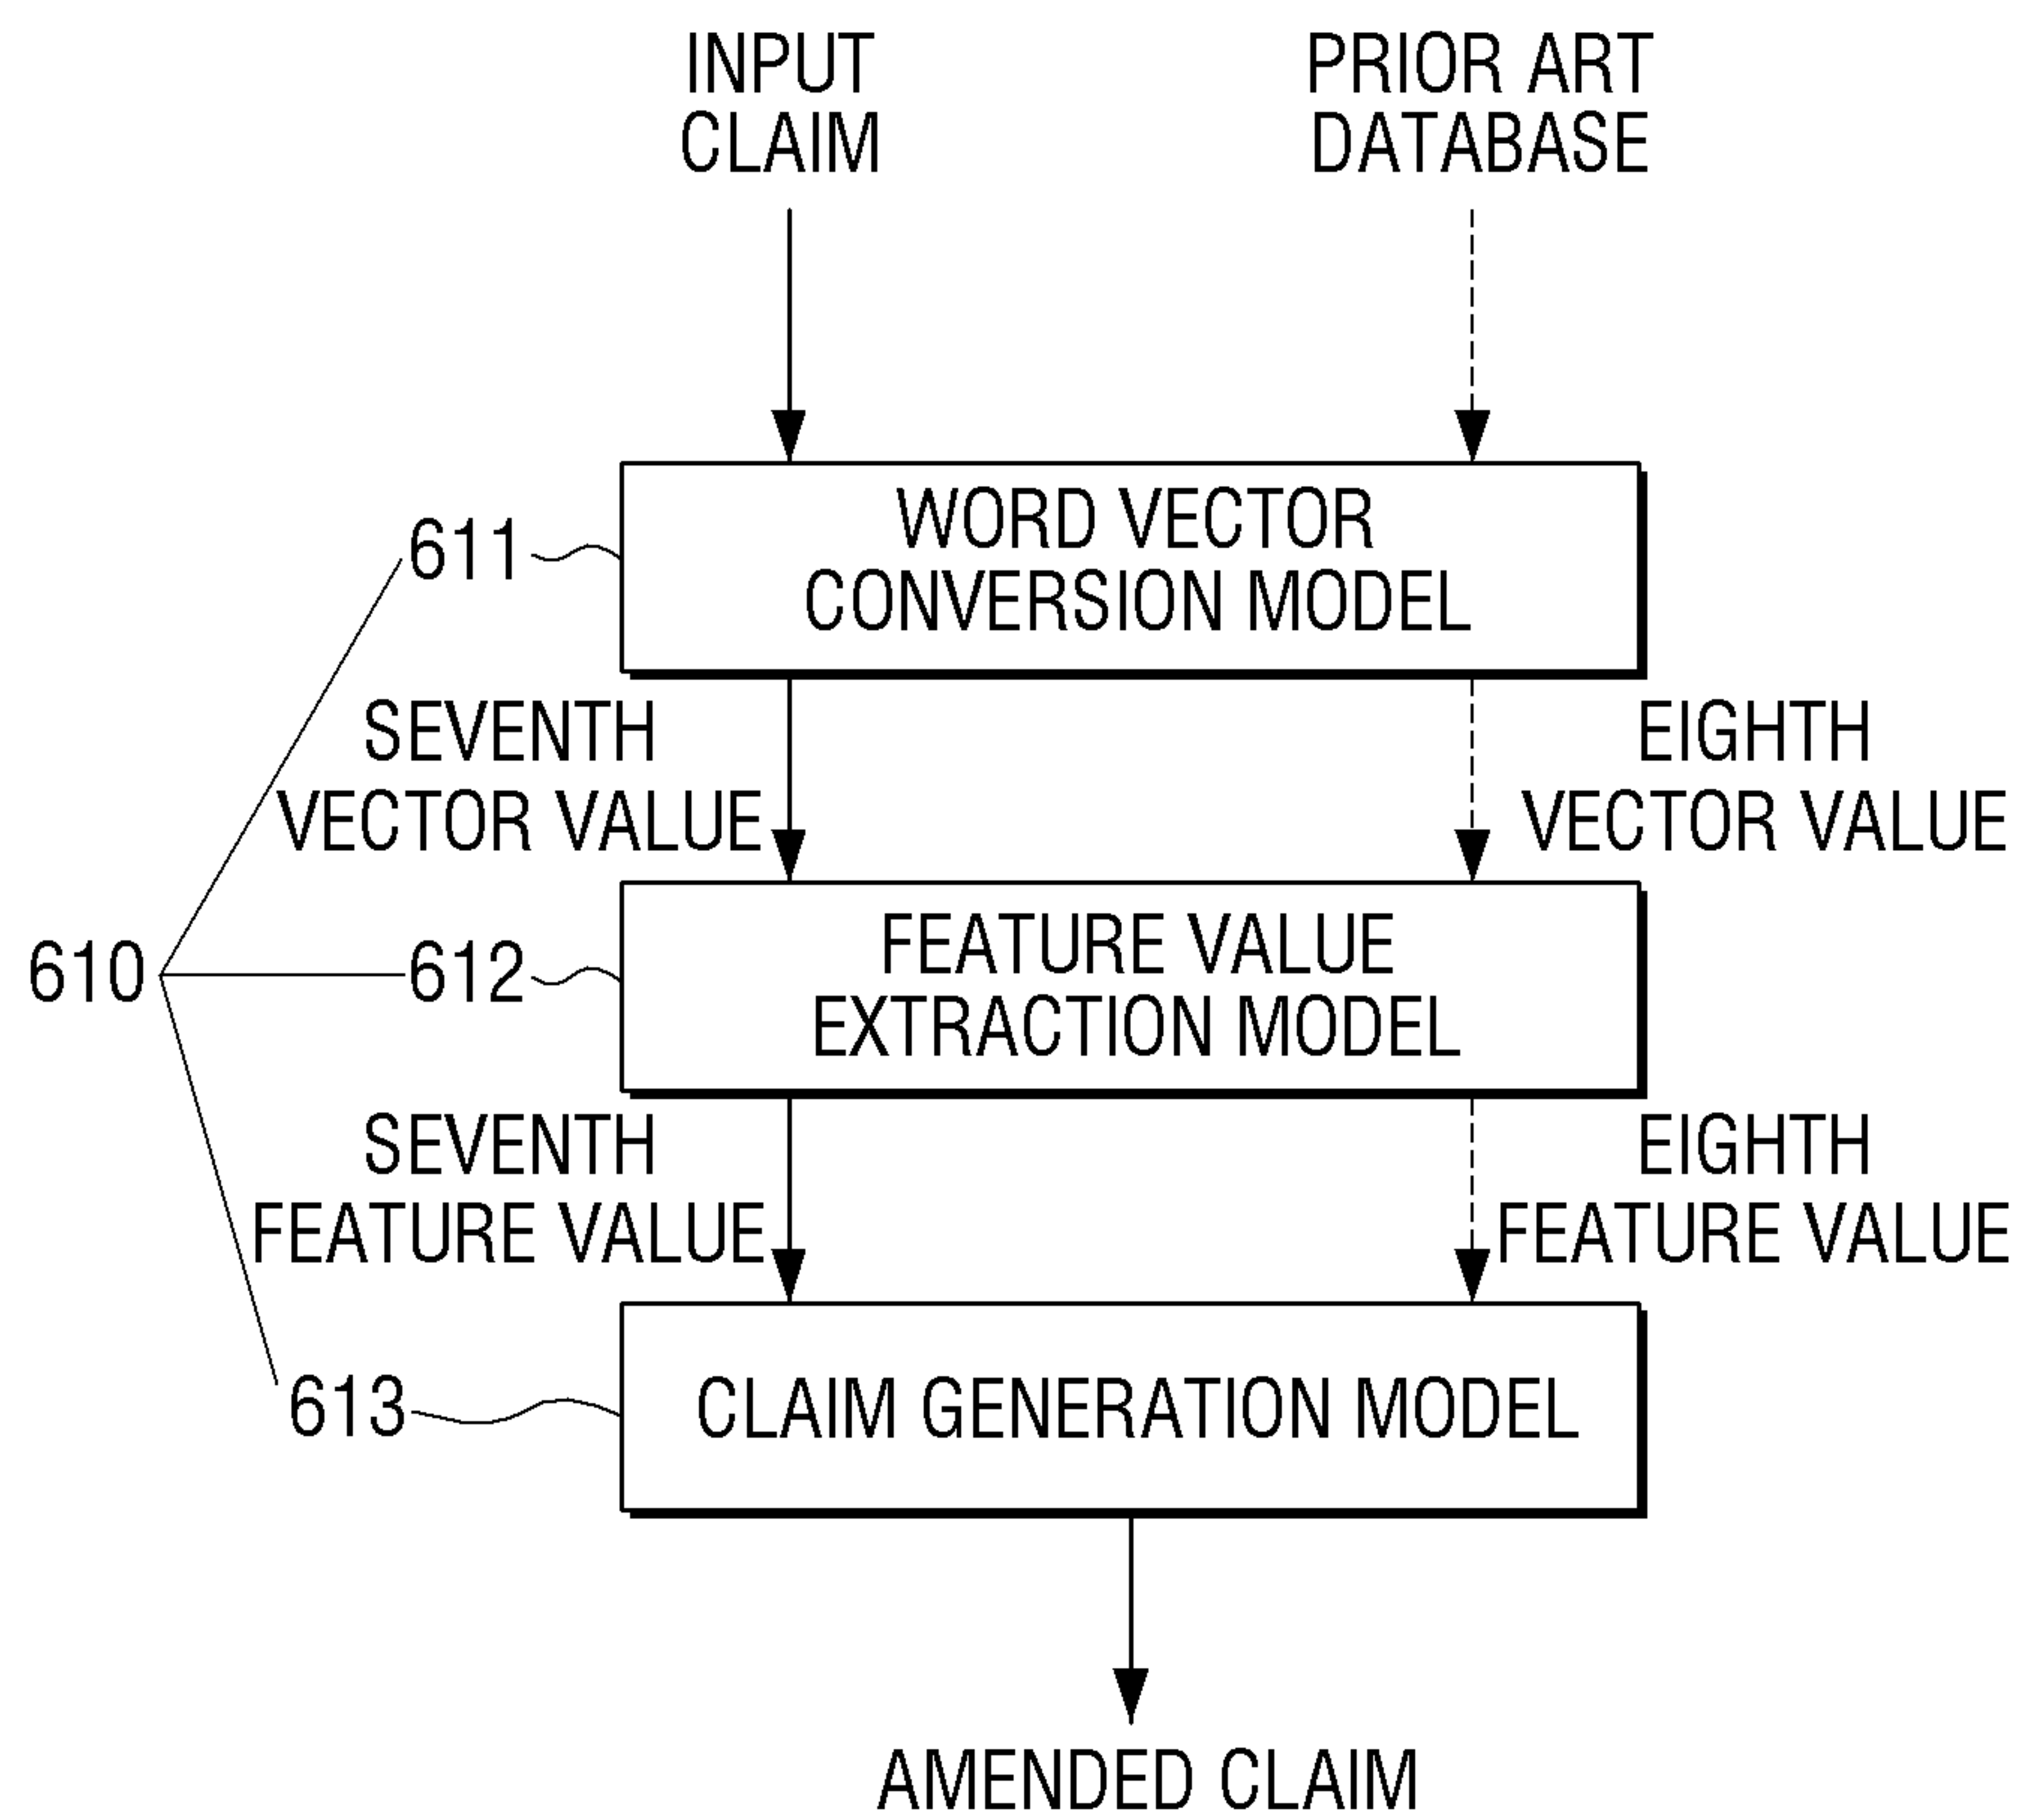 INPUT
CLAIM
PRIOR ART
DATABASE
611
WORD VECTOR
CONVERSION MODEL
SEVENTH
VECTOR VALUE
EIGHTH
VECTOR VALUE
610
612
FEATURE VALUE
EXTRACTION MODEL
SEVENTH
FEATURE VALUE
EIGHTH
FEATURE VALUE
613
CLAIM GENERATION MODEL
AMENDED CLAIM